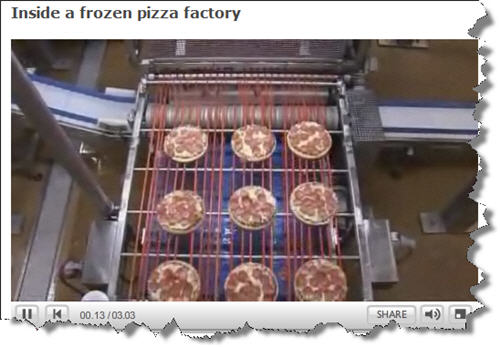 Inside a frozen pizza factory
00.13 / 03.03
SHARE